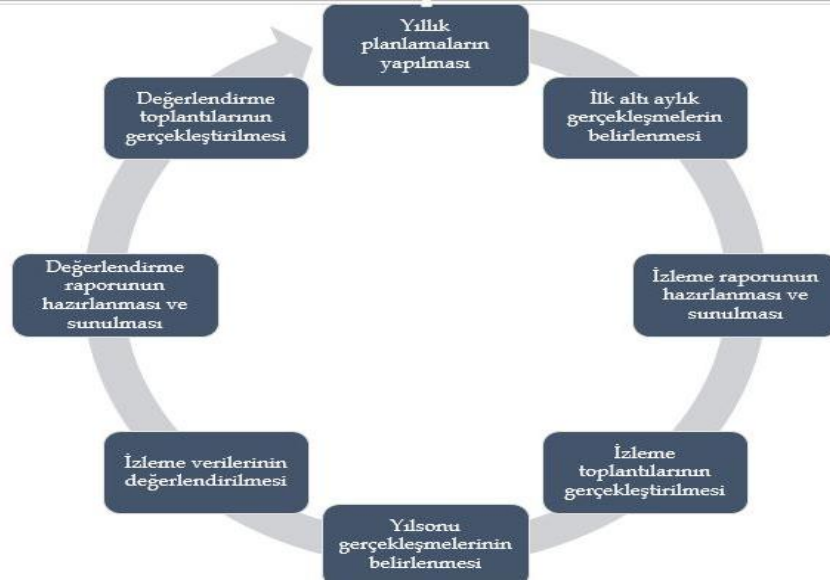 Yıllık
planlamaların
yapılması
İlk altı aylık
gerçekleşmelerin
belirlenmesi
İzleme raporunun
hazırlanması ve
sunulması
İzleme
toplantılarının
gerçekleştirilmesi
Yılsonu
gerçekleşmelerinin
belirlenmesi
İzleme verilerinin
değerlendirilmesi
Değerlendirme
raporunun
hazırlanması ve
sunulması
Değerlendirme
toplantılarının
gerçekleştirilmesi